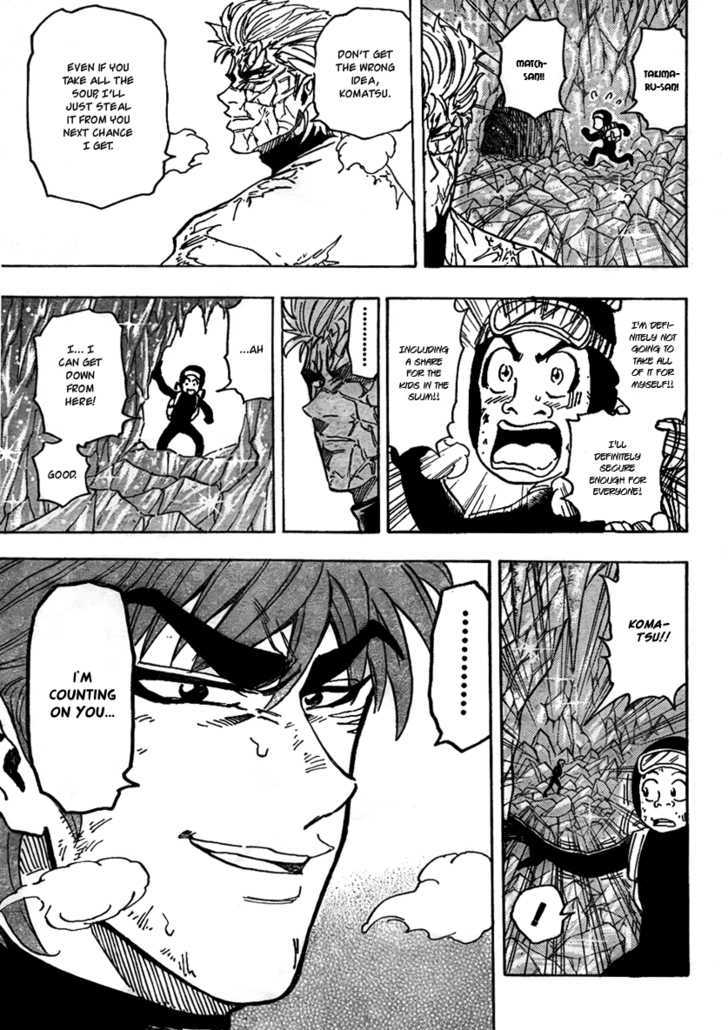 TAKIMA-
RU-SAN!
MATCH-
SAN!!
DON'T GET
THE WRONG
IDEA,
KOMATSU.
EVEN IF YOU
TAKE ALL THE
SOUP, I'LL
JUST STEAL
IT FROM YOU
NEXT CHANCE
I GET.
I'M DEFI-
NITELY NOT
GOING TO
TAKE ALL
OF IT FOR
MYSELF!!
I'LL
DEFINITELY
SECURE
ENOUGH FOR
EVERYONE!
INCLUDING
A SHARE
FOR THE
KIDS IN THE
SLUM!!
......
...AH
I... I
CAN GET
DOWN
FROM
HERE!
GOOD.
KOMA-
TSU!!
!
.........
I'M
COUNTING
ON YOU...